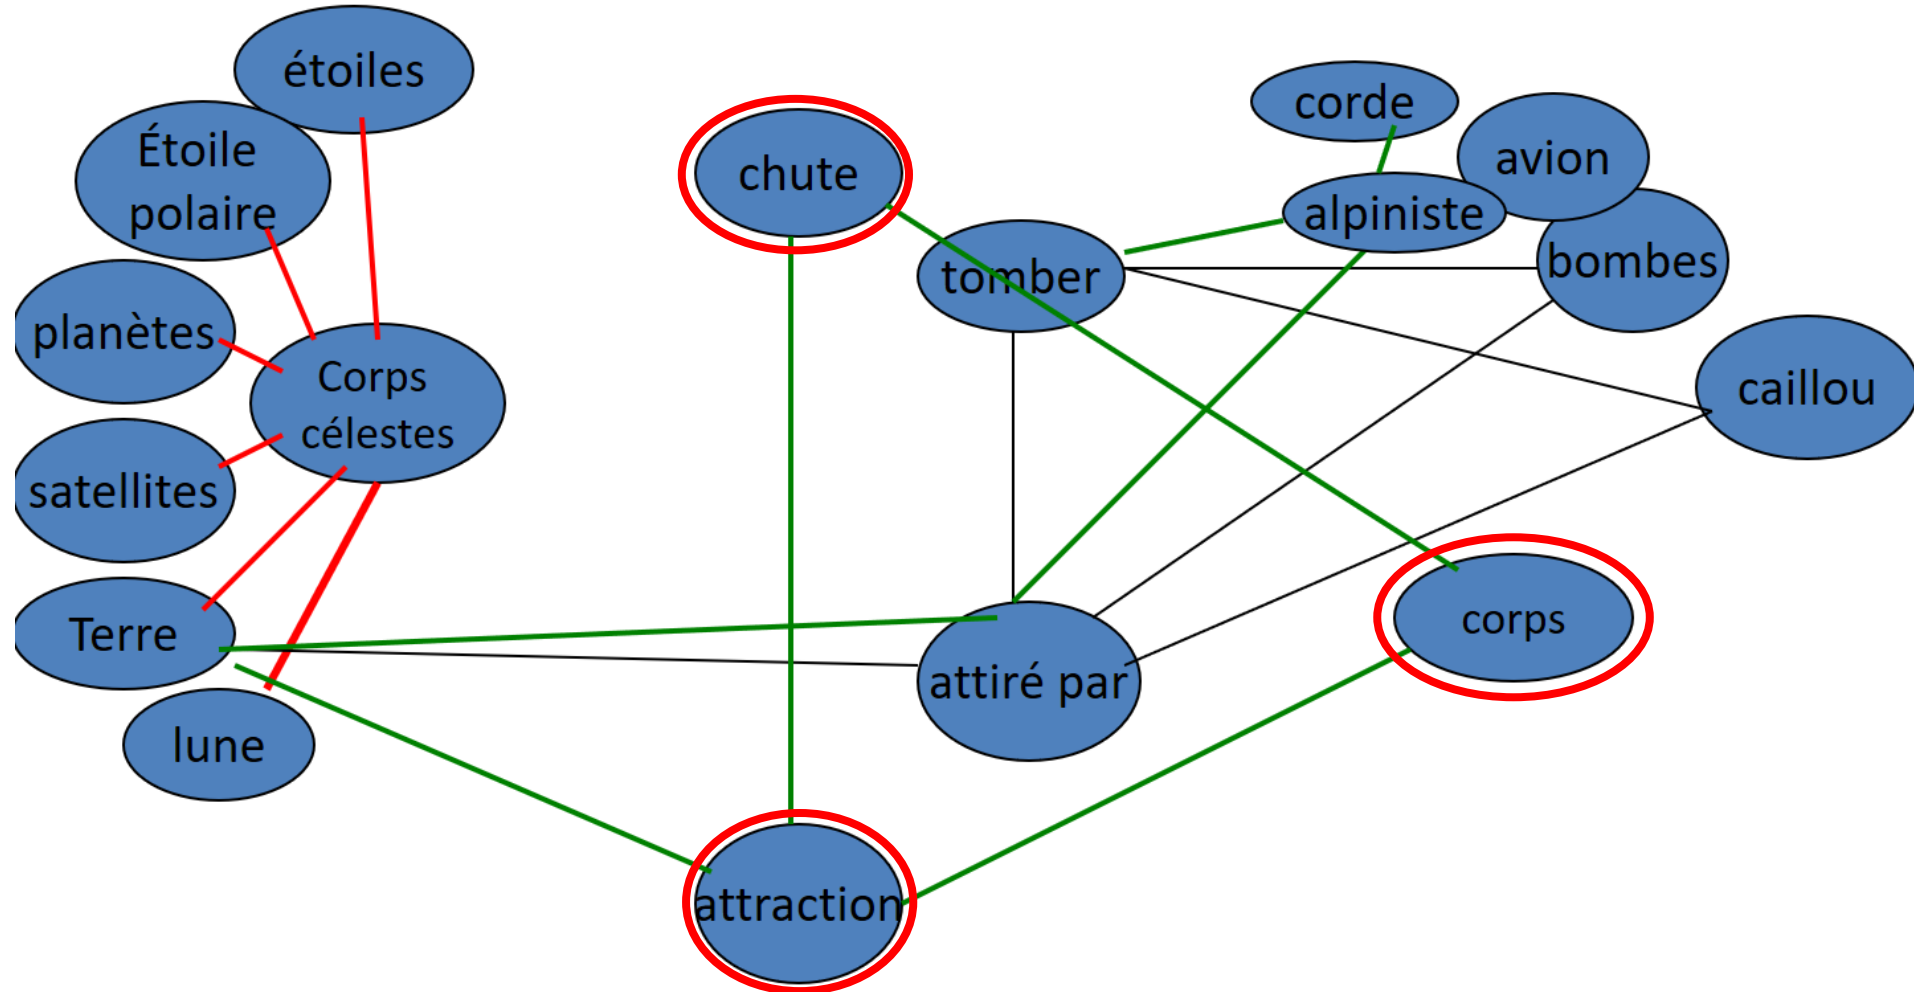 étoiles
Étoile
polaire
planètes
Corps
célestes
satellites
Terre
lune
chute
tomber
corde
avion
alpiniste
bombes
caillou
corps
attiré par
attraction